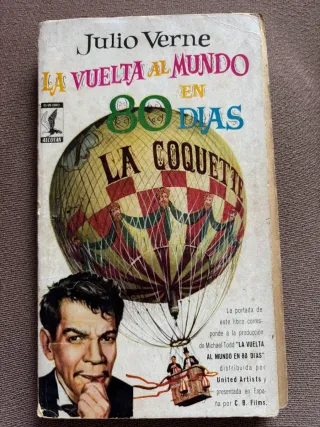 Julio Verne
LA VUELTA AL MUNDO
EN
80 DIAS
ALCOTAN
LA COQUETTE
La portada de
este libro corres-
ponde a la producción
de Michael Todd "LA VUELTA
AL MUNDO EN 80 DIAS"
distribuida por
United Artists y
presentada en Espa-
ña por C. B. Films.